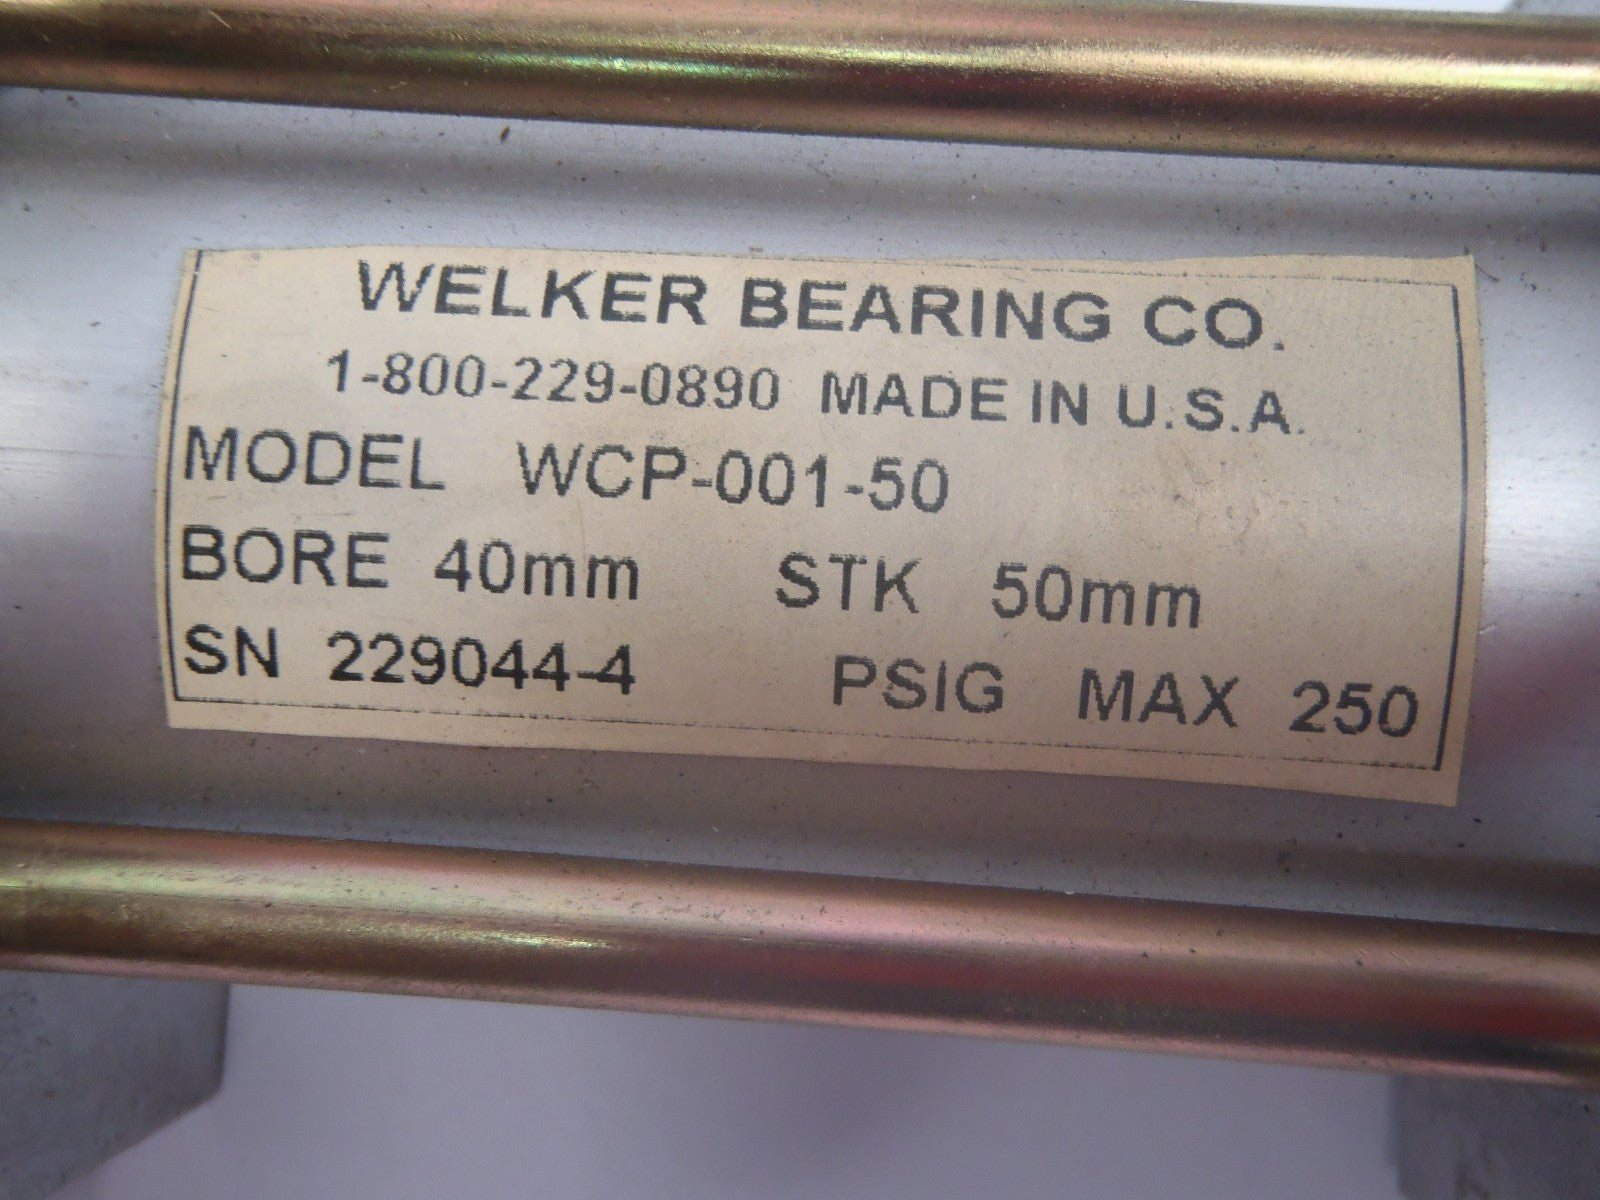 WELKER BEARING CO.
1-800-229-0890 MADE IN U.S.A.
MODEL WCP-001-50
BORE 40mm STK 50mm
SN 229044-4 PSIG MAX 250